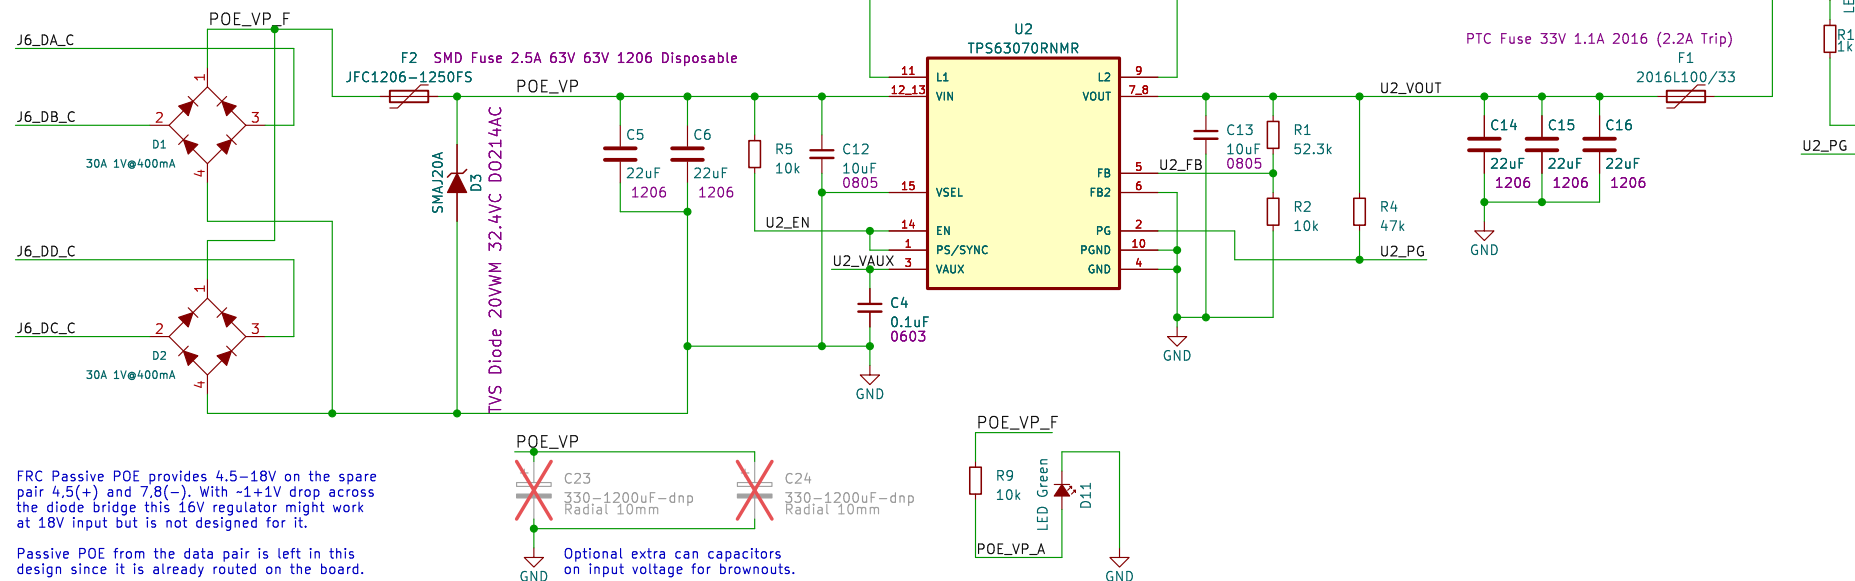 POE_VP_F
J6_DA_C
1
J6_DB_C
2
3
D1
30A 1V@400mA
4
J6_DD_C
1
J6_DC_C
2
3
D2
30A 1V@400mA
4
F2
JFC1206-1250FS
SMD Fuse 2.5A 63V 63V 1206 Disposable
POE_VP
SMAJ20A
D3
TVS Diode 20VWM 32.4VC DO214AC
C5
22uF
1206
C6
22uF
1206
R5
10k
C12
10uF
0805
U2_EN
U2_VAUX
C4
0.1uF
0603
GND
U2
TPS63070RNMR
11
L1
12_13
VIN
15
VSEL
14
EN
1
PS/SYNC
3
VAUX
L2
9
VOUT
7_8
FB
5
FB2
6
PG
2
PGND
10
GND
4
U2_FB
C13
10uF
0805
R1
52.3k
R2
10k
R4
47k
U2_PG
GND
U2_VOUT
C14
22uF
1206
C15
22uF
1206
C16
22uF
1206
GND
PTC Fuse 33V 1.1A 2016 (2.2A Trip)
F1
2016L100/33
LE
R1
1k
U2_PG
FRC Passive POE provides 4.5-18V on the spare
pair 4,5(+) and 7,8(-). With ~1+1V drop across
the diode bridge this 16V regulator might work
at 18V input but is not designed for it.
Passive POE from the data pair is left in this
design since it is already routed on the board.
POE_VP
C23
330-1200uF-dnp
Radial 10mm
C24
330-1200uF-dnp
Radial 10mm
GND
Optional extra can capacitors
on input voltage for brownouts.
POE_VP_F
R9
10k
LED Green
D11
POE_VP_A
GND